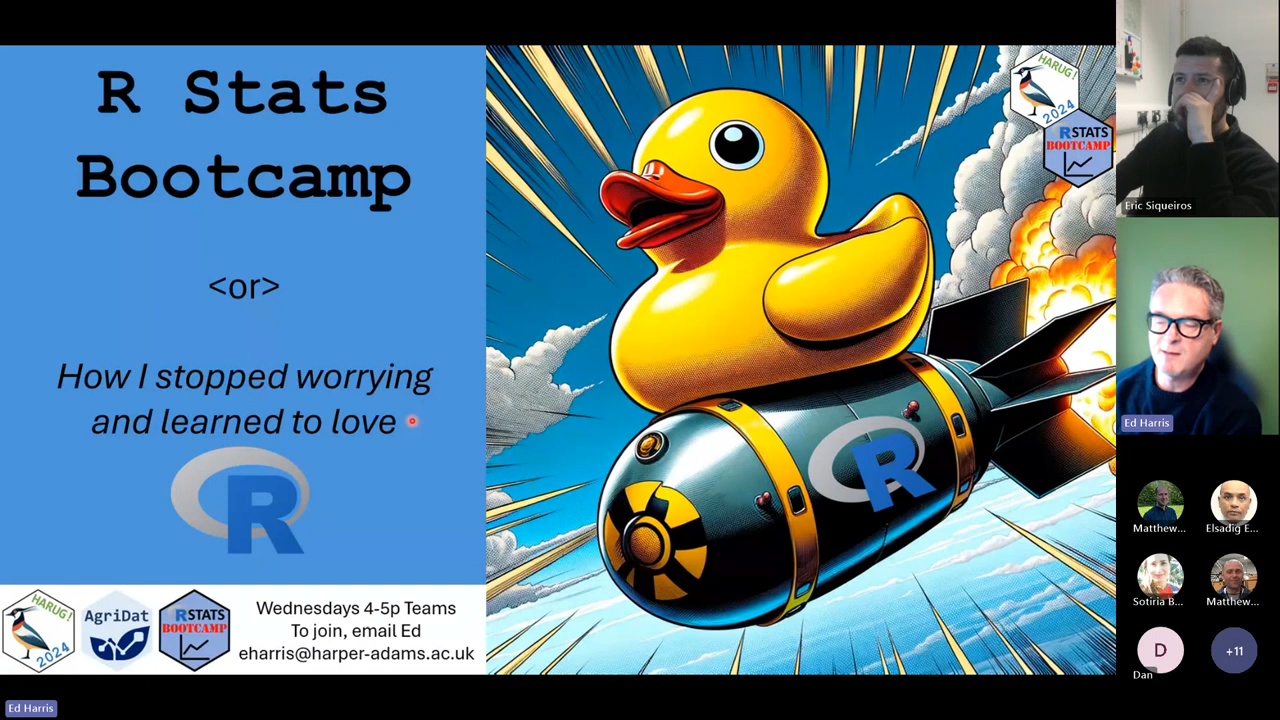 R Stats
Bootcamp
<or>
How I stopped worrying
and learned to love
R
HARUG!
2024
AgriDat
RSTATS
BOOTCAMP
Wednesdays 4-5p Teams
To join, email Ed
eharris@harper-adams.ac.uk
R
HARUG!
2024
RSTATS
BOOTCAMP
Eric Siqueiros
Ed Harris
Matthew...
Elsadig E...
Sotiria B...
Matthew...
D
Dan
+11
Ed Harris